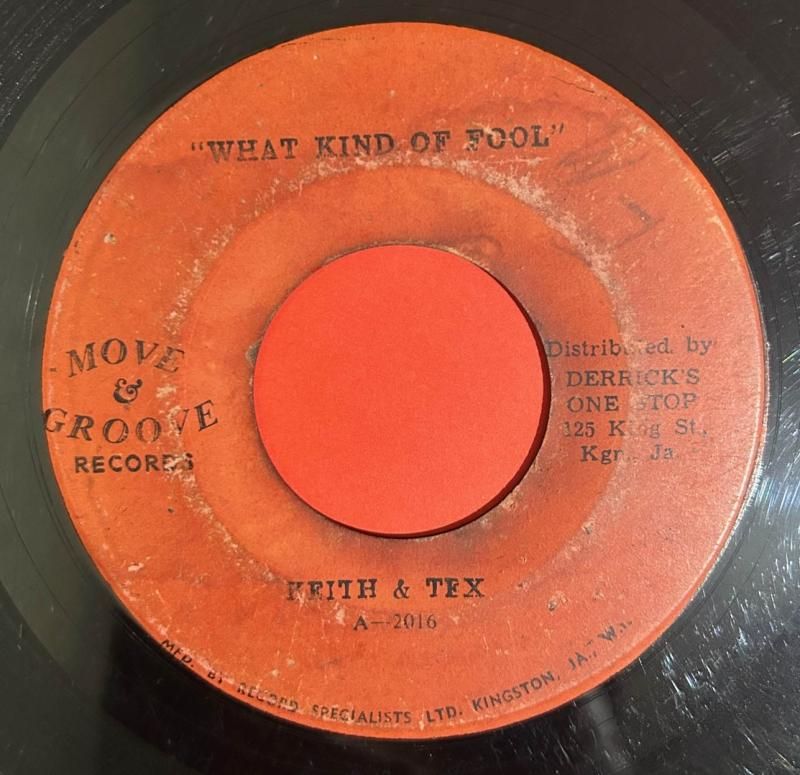 "WHAT KIND OF FOOL"
MOVE
&
GROOVE
RECORDS
Distributed. by
DERRICK'S
ONE STOP
125 King St.,
Kgn., Ja.
KEITH & TEX
A—2016
MFD. BY RECORD SPECIALISTS LTD. KINGSTON, JA., W.I.